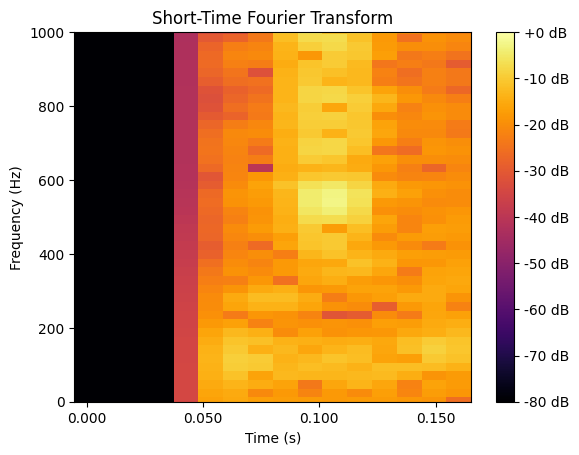 Short-Time Fourier Transform
1000
800
600
400
200
0
Frequency (Hz)
0.000
0.050
0.100
0.150
Time (s)
+0 dB
-10 dB
-20 dB
-30 dB
-40 dB
-50 dB
-60 dB
-70 dB
-80 dB